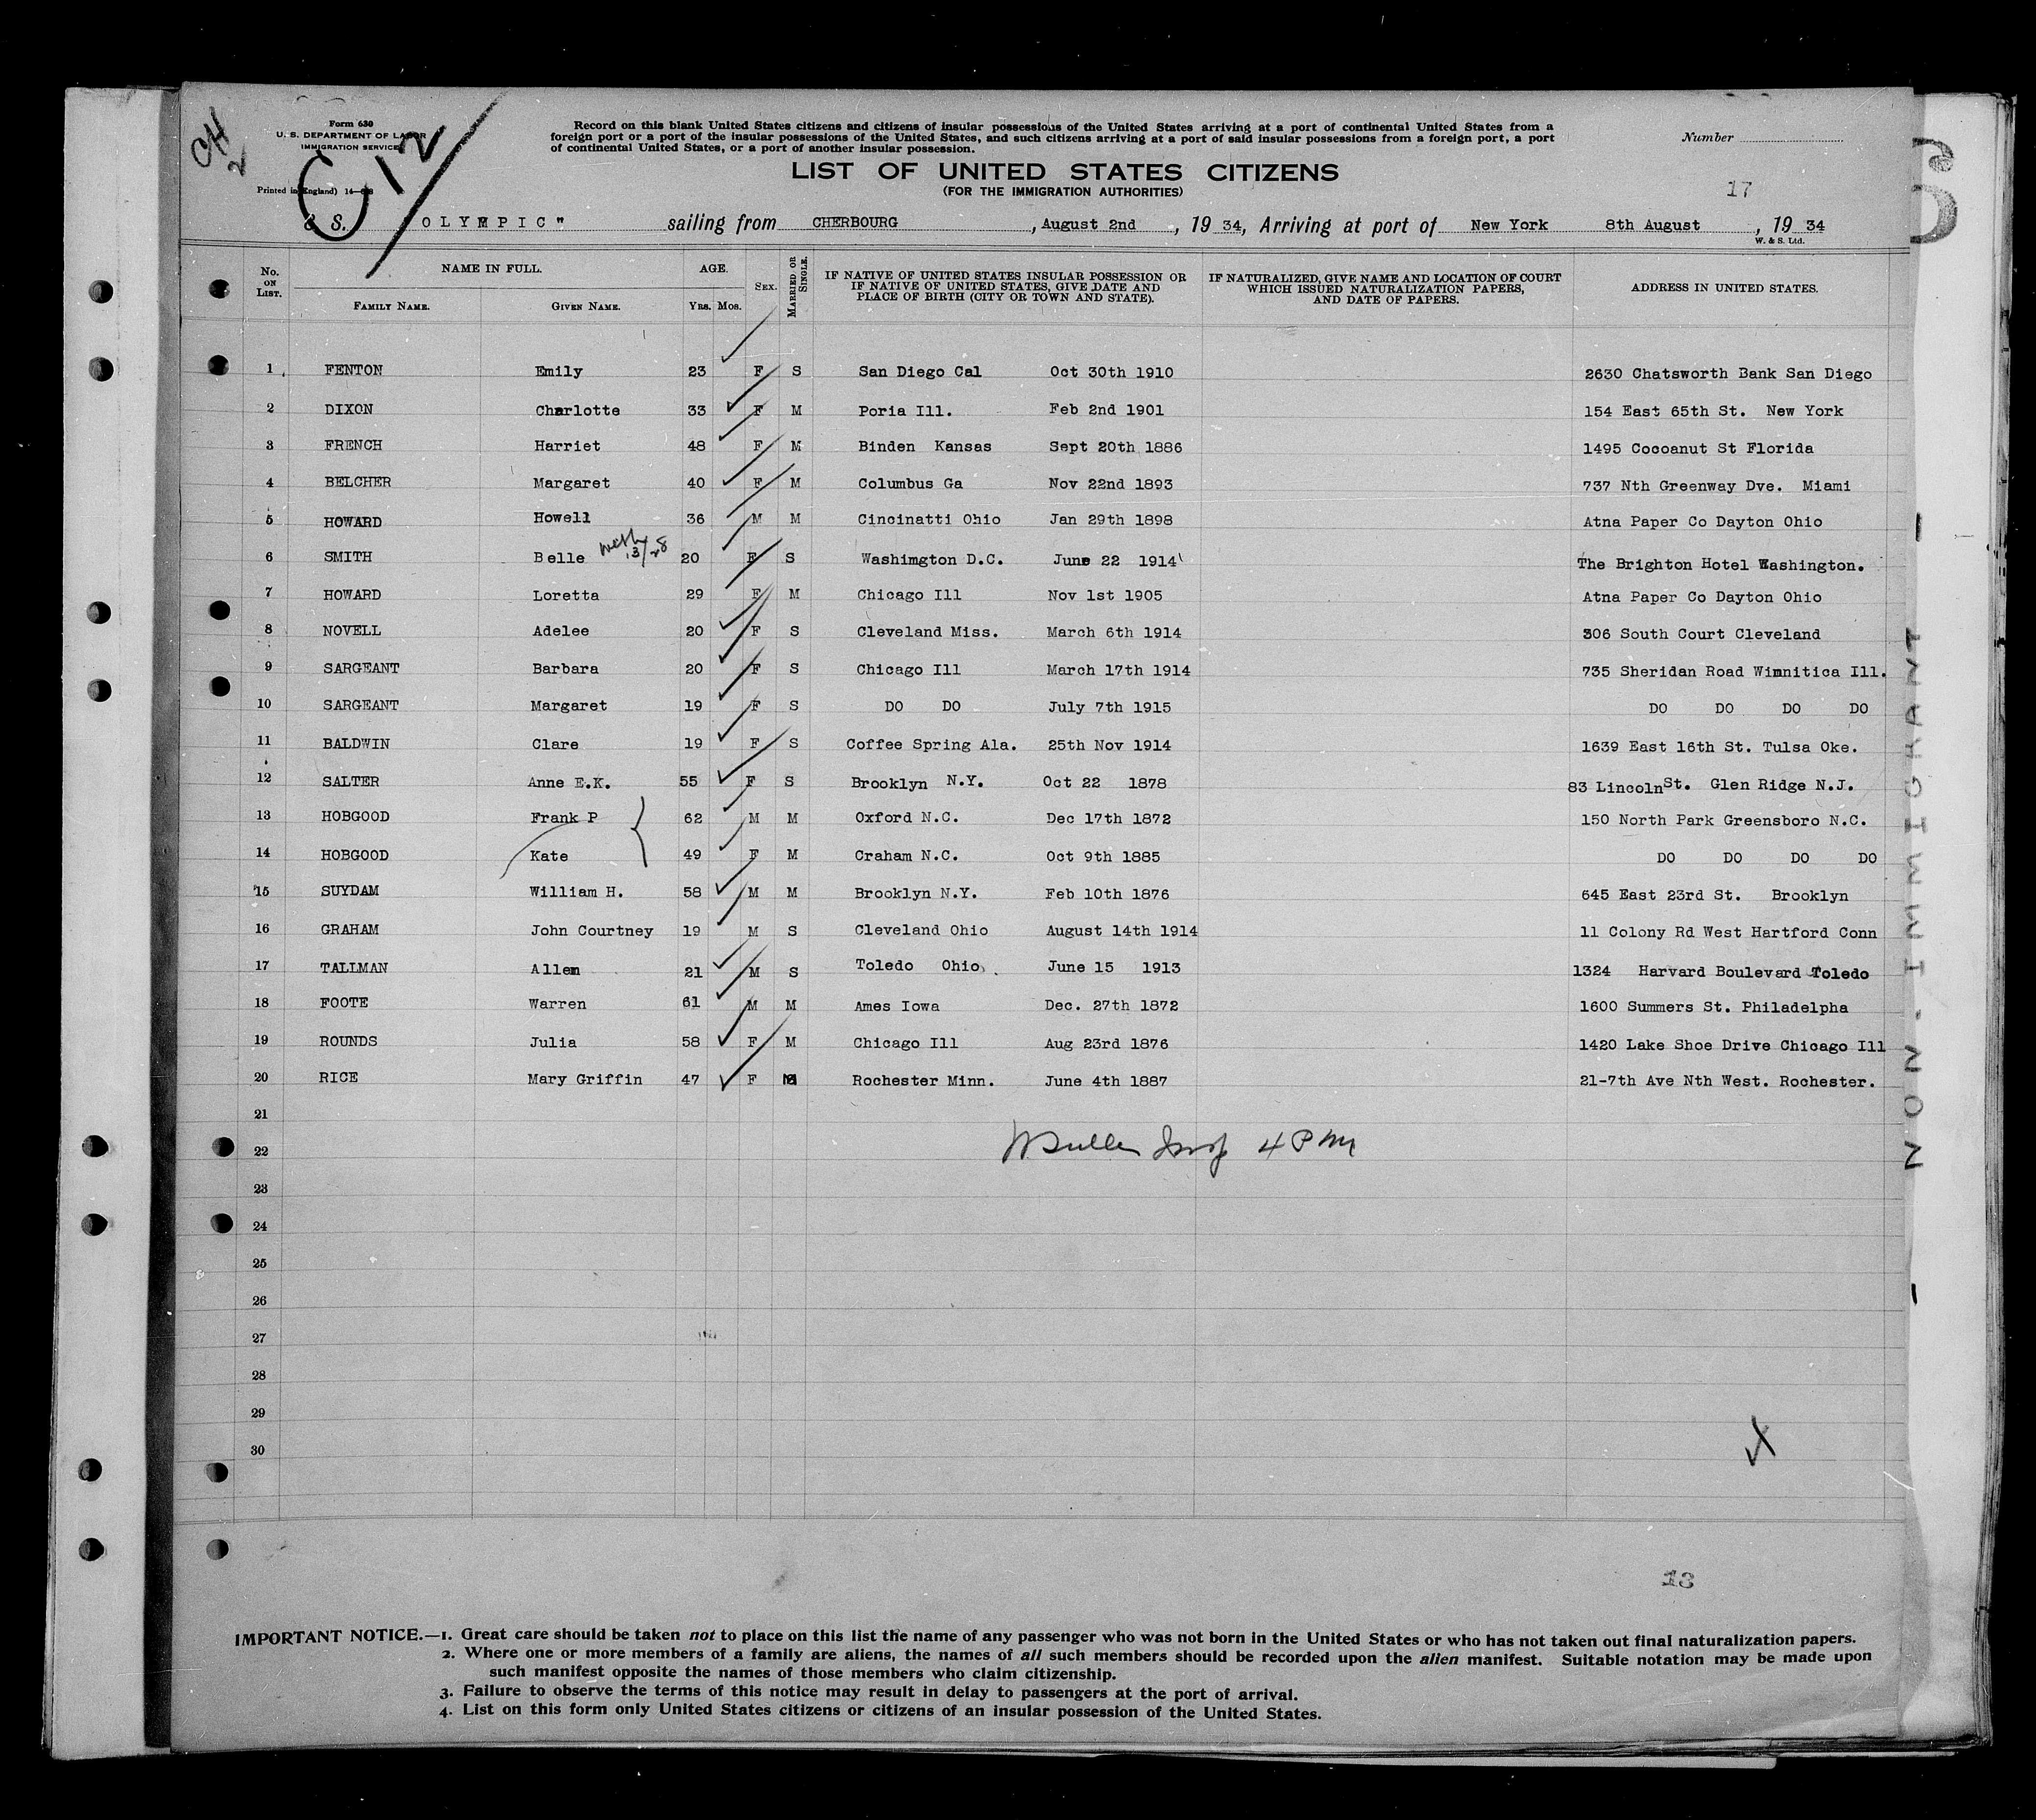 CH
2
Form 630
U. S. DEPARTMENT OF LABOR
IMMIGRATION SERVICE
C 12
Printed in England) 14—
Record on this blank United States citizens and citizens of insular possessions of the United States arriving at a port of continental United States from a
foreign port or a port of the insular possessions of the United States, and such citizens arriving at a port of said insular possessions from a foreign port, a port
of continental United States, or a port of another insular possession.
Number
LIST OF UNITED STATES CITIZENS
(FOR THE IMMIGRATION AUTHORITIES)
17
S. OLYMPIC" sailing from CHERBOURG, August 2nd, 1934, Arriving at port of New York 8th August, 1934
W. & S. Ltd.
No. ON LIST. NAME IN FULL. AGE. SEX. MARRIED OR SINGLE. IF NATIVE OF UNITED STATES INSULAR POSSESSION OR IF NATIVE OF UNITED STATES, GIVE DATE AND PLACE OF BIRTH (CITY OR TOWN AND STATE). IF NATURALIZED, GIVE NAME AND LOCATION OF COURT WHICH ISSUED NATURALIZATION PAPERS, AND DATE OF PAPERS. ADDRESS IN UNITED STATES.
FAMILY NAME. GIVEN NAME. YRS. MOS.
1 FENTON Emily 23 F S San Diego Cal Oct 30th 1910 2630 Chatsworth Bank San Diego
2 DIXON Charlotte 33 F M Poria Ill. Feb 2nd 1901 154 East 65th St. New York
3 FRENCH Harriet 48 F M Binden Kansas Sept 20th 1886 1495 Cocoanut St Florida
4 BELCHER Margaret 40 F M Columbus Ga Nov 22nd 1893 737 Nth Greenway Dve. Miami
5 HOWARD Howell 36 M M Cincinatti Ohio Jan 29th 1898 Atna Paper Co Dayton Ohio
6 SMITH Belle with 13/28 20 F S Washimgton D.C. June 22 1914 The Brighton Hotel Washington.
7 HOWARD Loretta 29 F M Chicago Ill Nov 1st 1905 Atna Paper Co Dayton Ohio
8 NOVELL Adelee 20 F S Cleveland Miss. March 6th 1914 306 South Court Cleveland
9 SARGEANT Barbara 20 F S Chicago Ill March 17th 1914 735 Sheridan Road Wimnitica Ill.
10 SARGEANT Margaret 19 F S DO DO July 7th 1915 DO DO DO DO
11 BALDWIN Clare 19 F S Coffee Spring Ala. 25th Nov 1914 1639 East 16th St. Tulsa Oke.
12 SALTER Anne E.K. 55 F S Brooklyn N.Y. Oct 22 1878 83 Lincoln St. Glen Ridge N.J.
13 HOBGOOD Frank P 62 M M Oxford N.C. Dec 17th 1872 150 North Park Greensboro N.C.
14 HOBGOOD Kate 49 F M Craham N.C. Oct 9th 1885 DO DO DO DO
15 SUYDAM William H. 58 M M Brooklyn N.Y. Feb 10th 1876 645 East 23rd St. Brooklyn
16 GRAHAM John Courtney 19 M S Cleveland Ohio August 14th 1914 11 Colony Rd West Hartford Conn
17 TALLMAN Allen 21 M S Toledo Ohio. June 15 1913 1324 Harvard Boulevard Toledo
18 FOOTE Warren 61 M M Ames Iowa Dec. 27th 1872 1600 Summers St. Philadelpha
19 ROUNDS Julia 58 F M Chicago Ill Aug 23rd 1876 1420 Lake Shoe Drive Chicago Ill
20 RICE Mary Griffin 47 F Rochester Minn. June 4th 1887 21-7th Ave Nth West. Rochester.
21
22 4 PM
23
24
25
26
27
28
29
30
13
IMPORTANT NOTICE.—1. Great care should be taken not to place on this list the name of any passenger who was not born in the United States or who has not taken out final naturalization papers.
2. Where one or more members of a family are aliens, the names of all such members should be recorded upon the alien manifest. Suitable notation may be made upon
such manifest opposite the names of those members who claim citizenship.
3. Failure to observe the terms of this notice may result in delay to passengers at the port of arrival.
4. List on this form only United States citizens or citizens of an insular possession of the United States.
- NON-IMMIGRANT -